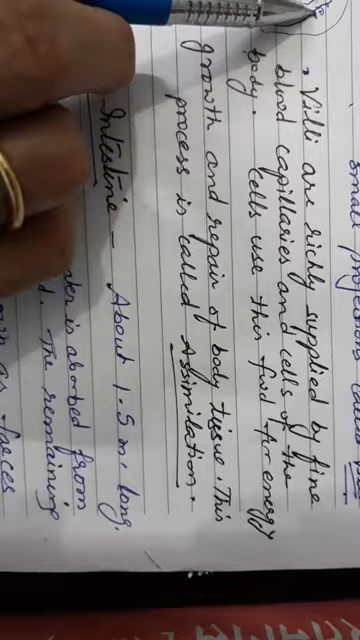 small projections called
• Villi are richly supplied by fine
blood capillaries and cells of the
body. Cells use this food for energy
growth and repair of body tissue. This
process is called Assimilation.
Intestine - About 1.5 m. long.
is absorbed from
The remaining
as faeces